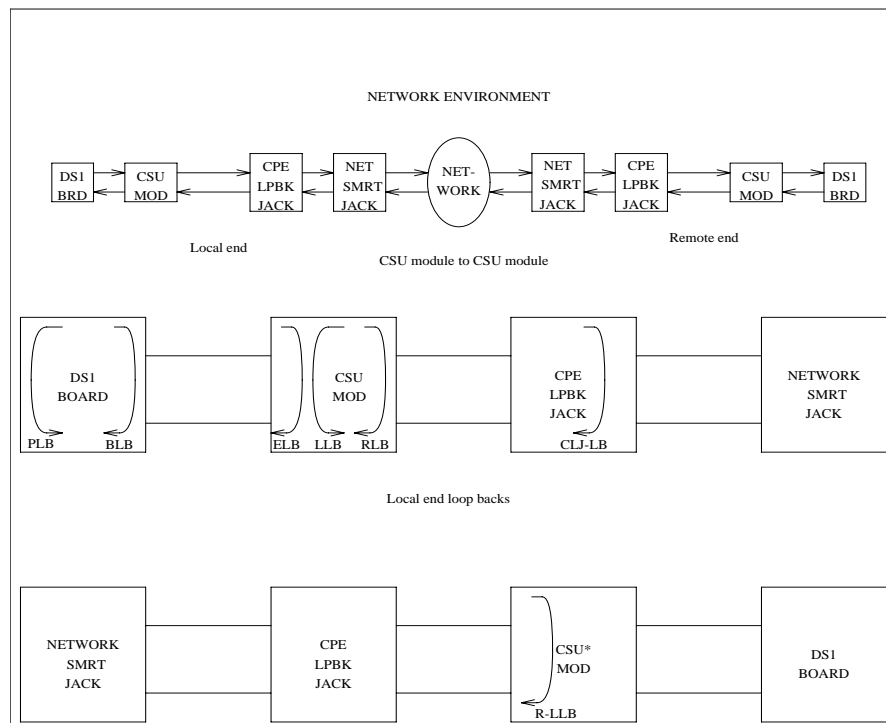 NETWORK ENVIRONMENT
DS1
BRD
CSU
MOD
CPE
LPBK
JACK
NET
SMRT
JACK
NET-
WORK
NET
SMRT
JACK
CPE
LPBK
JACK
CSU
MOD
DS1
BRD
Local end
Remote end
CSU module to CSU module
DS1
BOARD
PLB
BLB
CSU
MOD
ELB
LLB
RLB
CPE
LPBK
JACK
CLJ-LB
NETWORK
SMRT
JACK
Local end loop backs
NETWORK
SMRT
JACK
CPE
LPBK
JACK
CSU*
MOD
R-LLB
DS1
BOARD